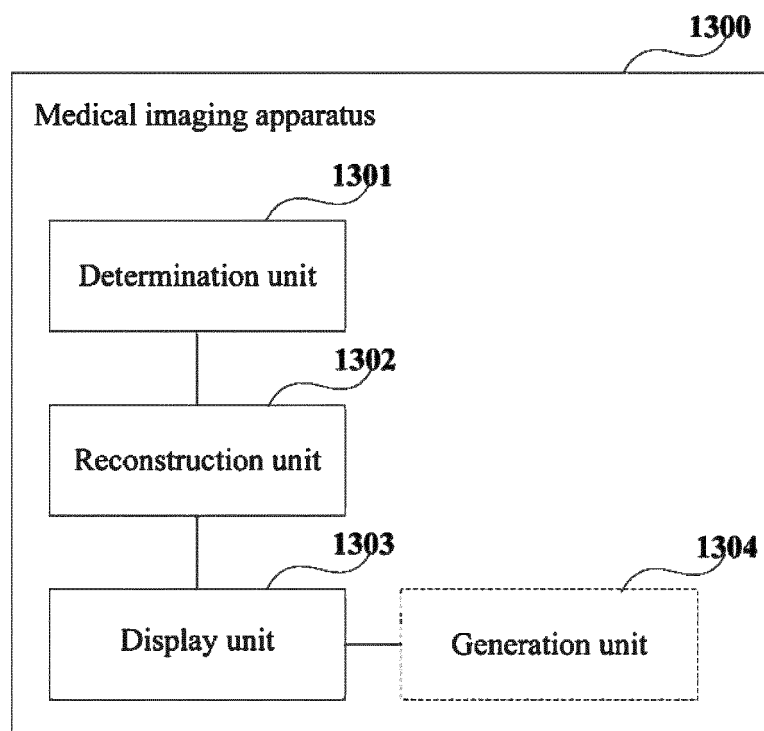 1300
Medical imaging apparatus
1301
Determination unit
1302
Reconstruction unit
1303
Display unit
1304
Generation unit